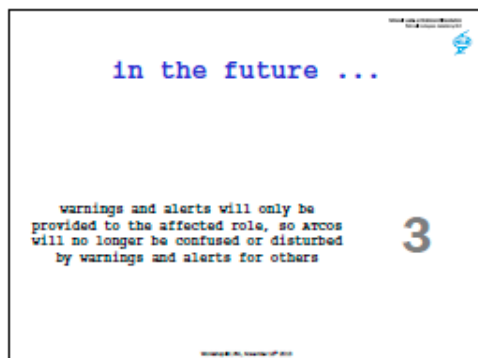 in the future ...
warnings and alerts will only be
provided to the affected role, so ATCOs
will no longer be confused or disturbed
by warnings and alerts for others
3